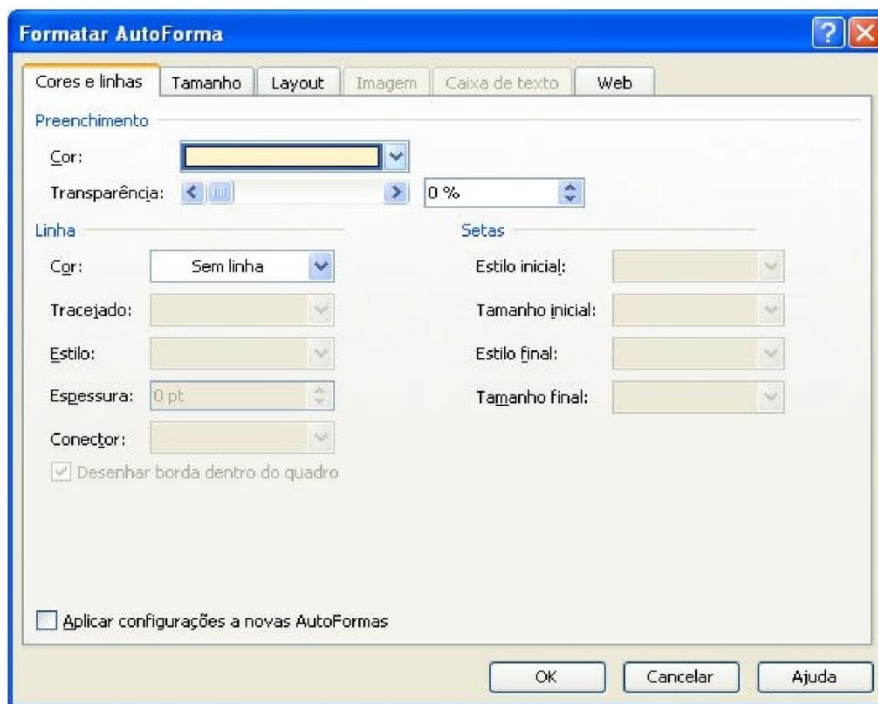 Formatar AutoForma
Cores e linhas Tamanho Layout Imagem Caixa de texto Web
Preenchimento
Cor:
Transparência: 0 %
Linha
Cor: Sem linha
Tracejado:
Estilo:
Espessura: 0 pt
Conector:
Desenhar borda dentro do quadro
Setas
Estilo inicial:
Tamanho inicial:
Estilo final:
Tamanho final:
Aplicar configurações a novas AutoFormas
OK Cancelar Ajuda